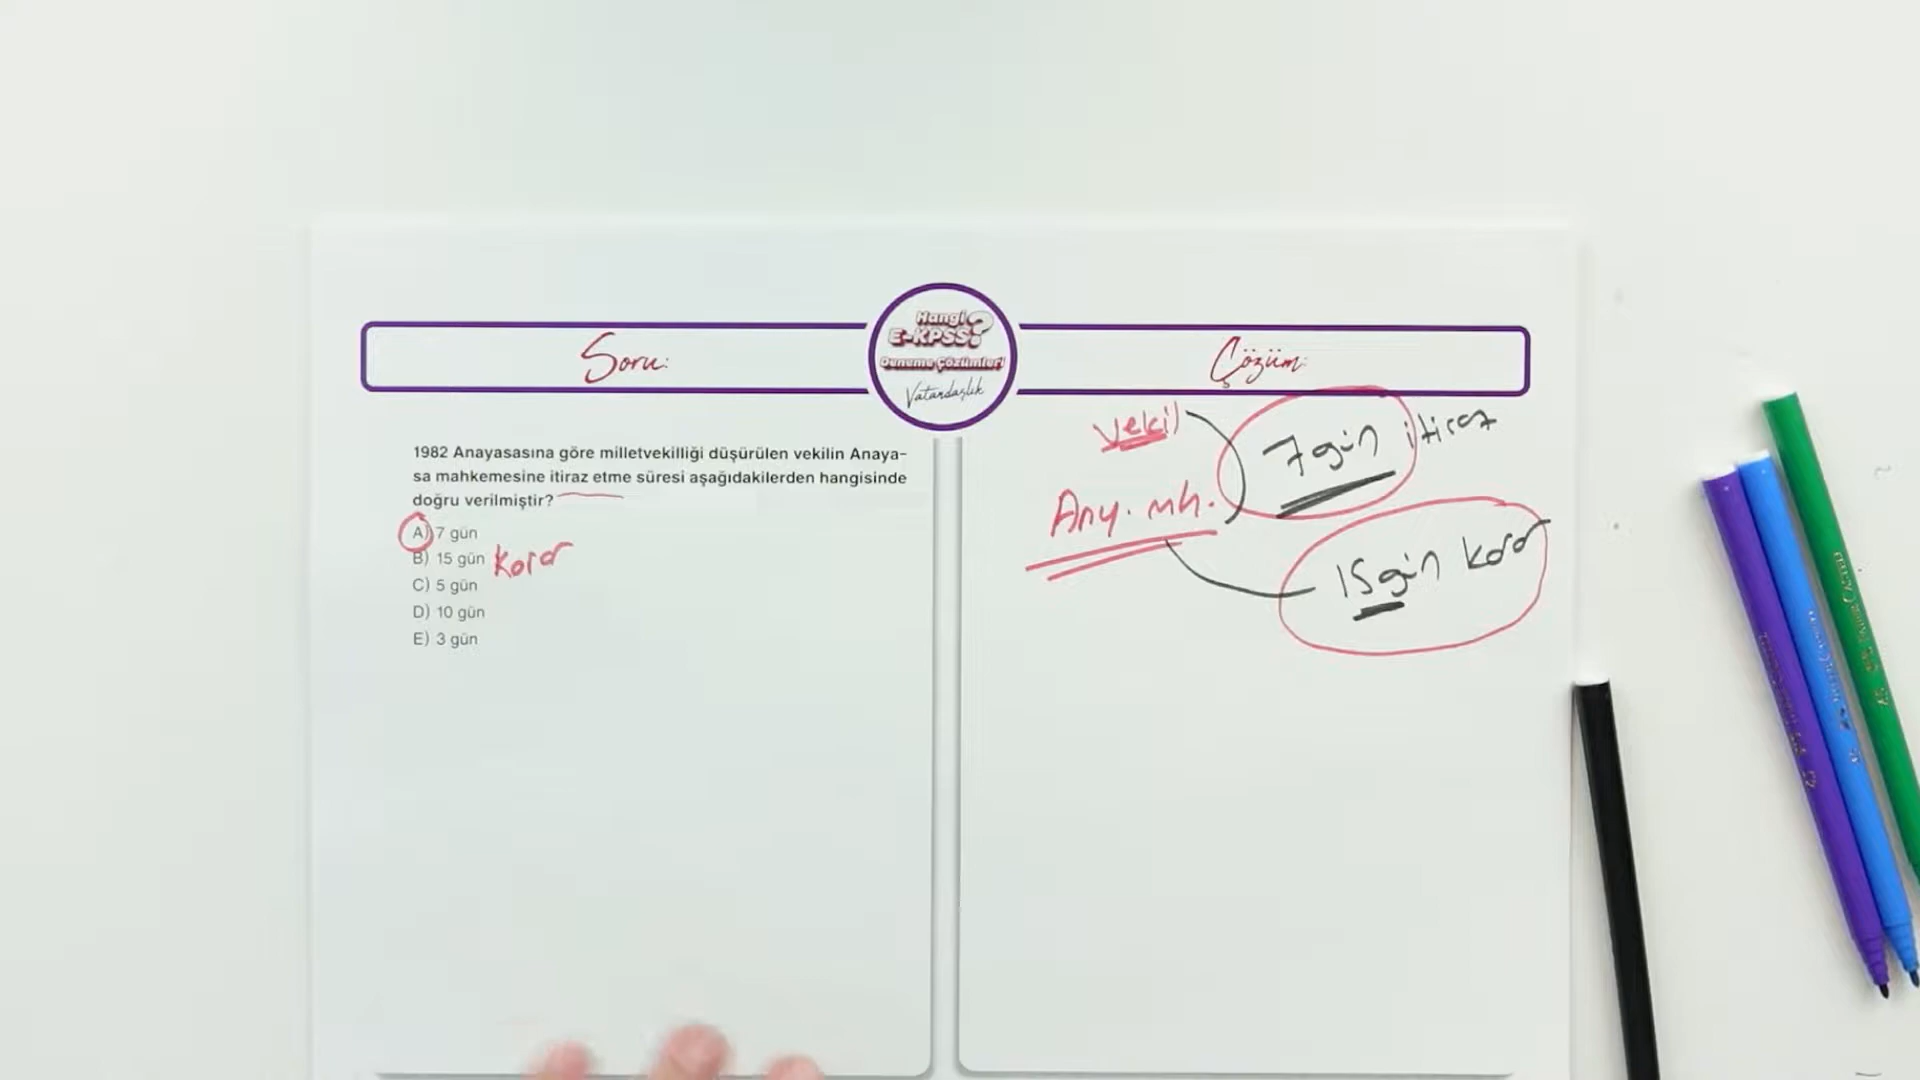 Hangi
E-KPSS?
Deneme Çözümleri
Vatandaşlık
Soru:
1982 Anayasasına göre milletvekilliği düşürülen vekilin Anaya-
sa mahkemesine itiraz etme süresi aşağıdakilerden hangisinde
doğru verilmiştir?
A) 7 gün
B) 15 gün Karar
C) 5 gün
D) 10 gün
E) 3 gün
Çözüm:
Vekil 7 gün itiraz
Any. mh.
15 gün karar